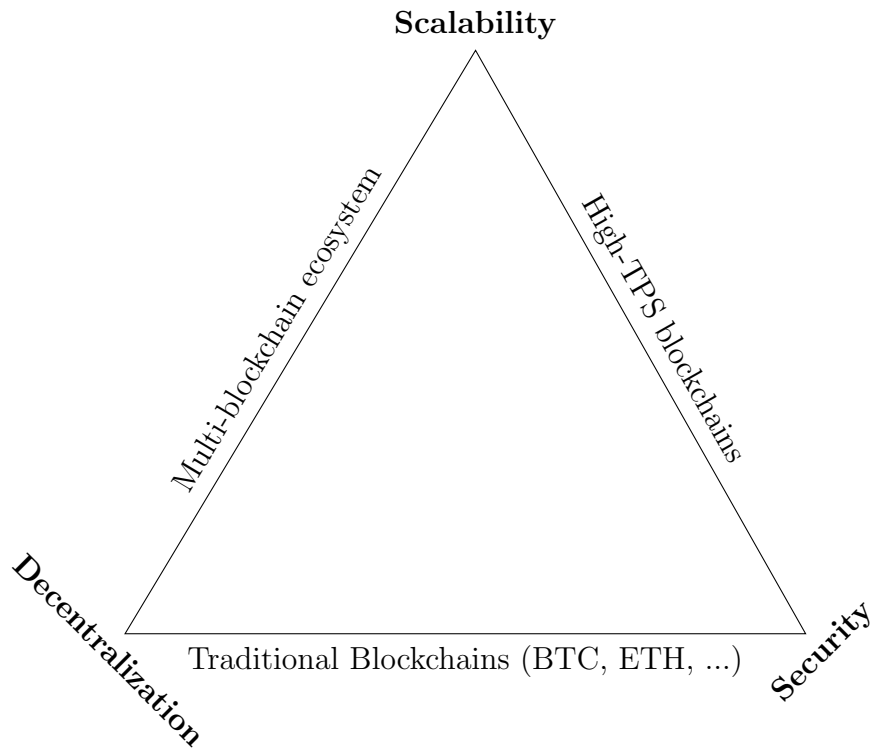 Scalability
Multi-blockchain ecosystem
High-TPS blockchains
Decentralization
Traditional Blockchains (BTC, ETH, ...)
Security